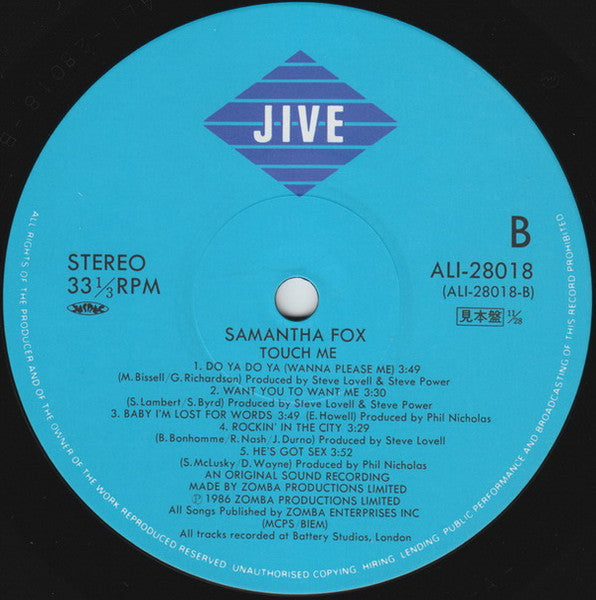 JIVE
B
STEREO
33 1/3 RPM
ALI-28018
(ALI-28018-B)
見本盤 11/28
SAMANTHA FOX
TOUCH ME
1. DO YA DO YA (WANNA PLEASE ME) 3:49
(M. Bissell/G. Richardson) Produced by Steve Lovell & Steve Power
2. WANT YOU TO WANT ME 3:30
(S. Lambert/S. Byrd) Produced by Steve Lovell & Steve Power
3. BABY I'M LOST FOR WORDS 3:49 (E. Howell) Produced by Phil Nicholas
4. ROCKIN' IN THE CITY 3:29
(B. Bonhomme/R. Nash/J. Durno) Produced by Steve Lovell
5. HE'S GOT SEX 3:52
(S. McLusky/D. Wayne) Produced by Phil Nicholas
AN ORIGINAL SOUND RECORDING
MADE BY ZOMBA PRODUCTIONS LIMITED
℗ 1986 ZOMBA PRODUCTIONS LIMITED
All Songs Published by ZOMBA ENTERPRISES INC
(MCPS/BIEM)
All tracks recorded at Battery Studios, London
ALL RIGHTS OF THE PRODUCER AND OF THE OWNER OF THE WORK REPRODUCED RESERVED. UNAUTHORISED COPYING, HIRING, LENDING, PUBLIC PERFORMANCE AND BROADCASTING OF THIS RECORD PROHIBITED